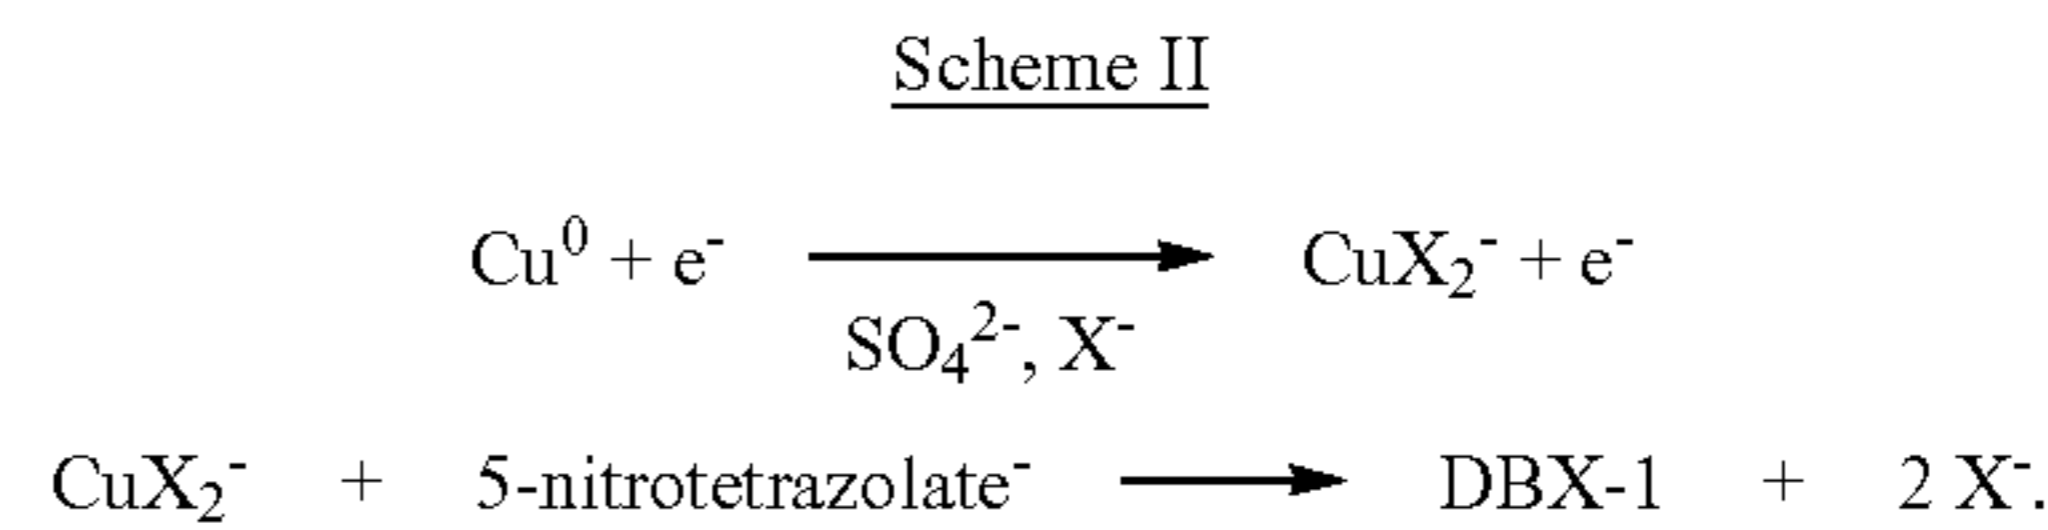 Scheme II
Cu⁰ + e⁻ ⟶ CuX₂⁻ + e⁻
SO₄²⁻, X⁻
CuX₂⁻ + 5-nitrotetrazolate⁻ ⟶ DBX-1 + 2 X⁻.